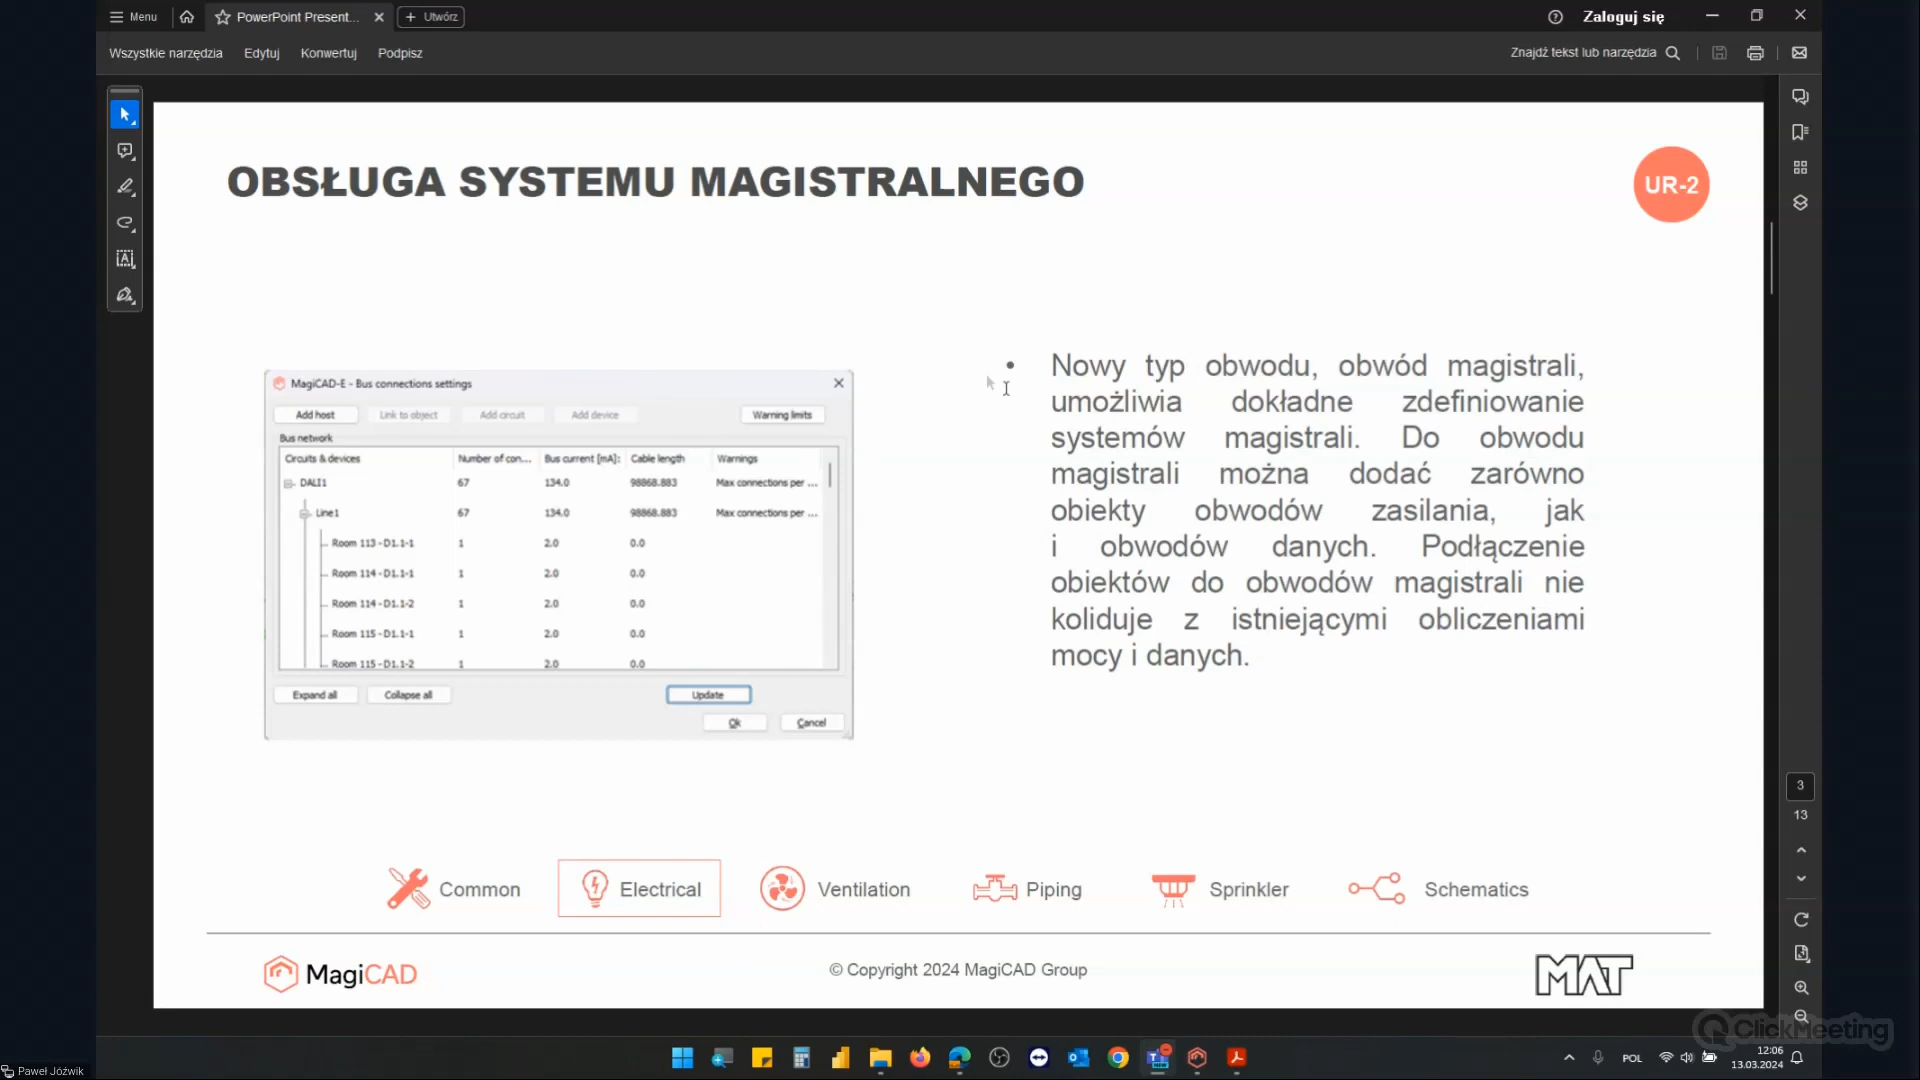 Menu
PowerPoint Present...
Utwórz
Zaloguj się
Wszystkie narzędzia
Edytuj
Konwertuj
Podpisz
Znajdź tekst lub narzędzia
OBSŁUGA SYSTEMU MAGISTRALNEGO
UR-2
MagiCAD-E - Bus connections settings
Add host
Link to object
Add circuit
Add device
Warning limits
Bus network
Circuits & devices
Number of con...
Bus current [mA]:
Cable length
Warnings
DALI1 67 134.0 98868.883 Max connections per ...
Line1 67 134.0 98868.883 Max connections per ...
Room 113 - D1.1-1 1 2.0 0.0
Room 114 - D1.1-1 1 2.0 0.0
Room 114 - D1.1-2 1 2.0 0.0
Room 115 - D1.1-1 1 2.0 0.0
Room 115 - D1.1-2 1 2.0 0.0
Expand all
Collapse all
Update
Ok
Cancel
• Nowy typ obwodu, obwód magistrali,
umożliwia dokładne zdefiniowanie
systemów magistrali. Do obwodu
magistrali można dodać zarówno
obiekty obwodów zasilania, jak
i obwodów danych. Podłączenie
obiektów do obwodów magistrali nie
koliduje z istniejącymi obliczeniami
mocy i danych.
3
13
Common
Electrical
Ventilation
Piping
Sprinkler
Schematics
MagiCAD
© Copyright 2024 MagiCAD Group
MAT
ClickMeeting
POL
12:06
13.03.2024
Paweł Jóźwik